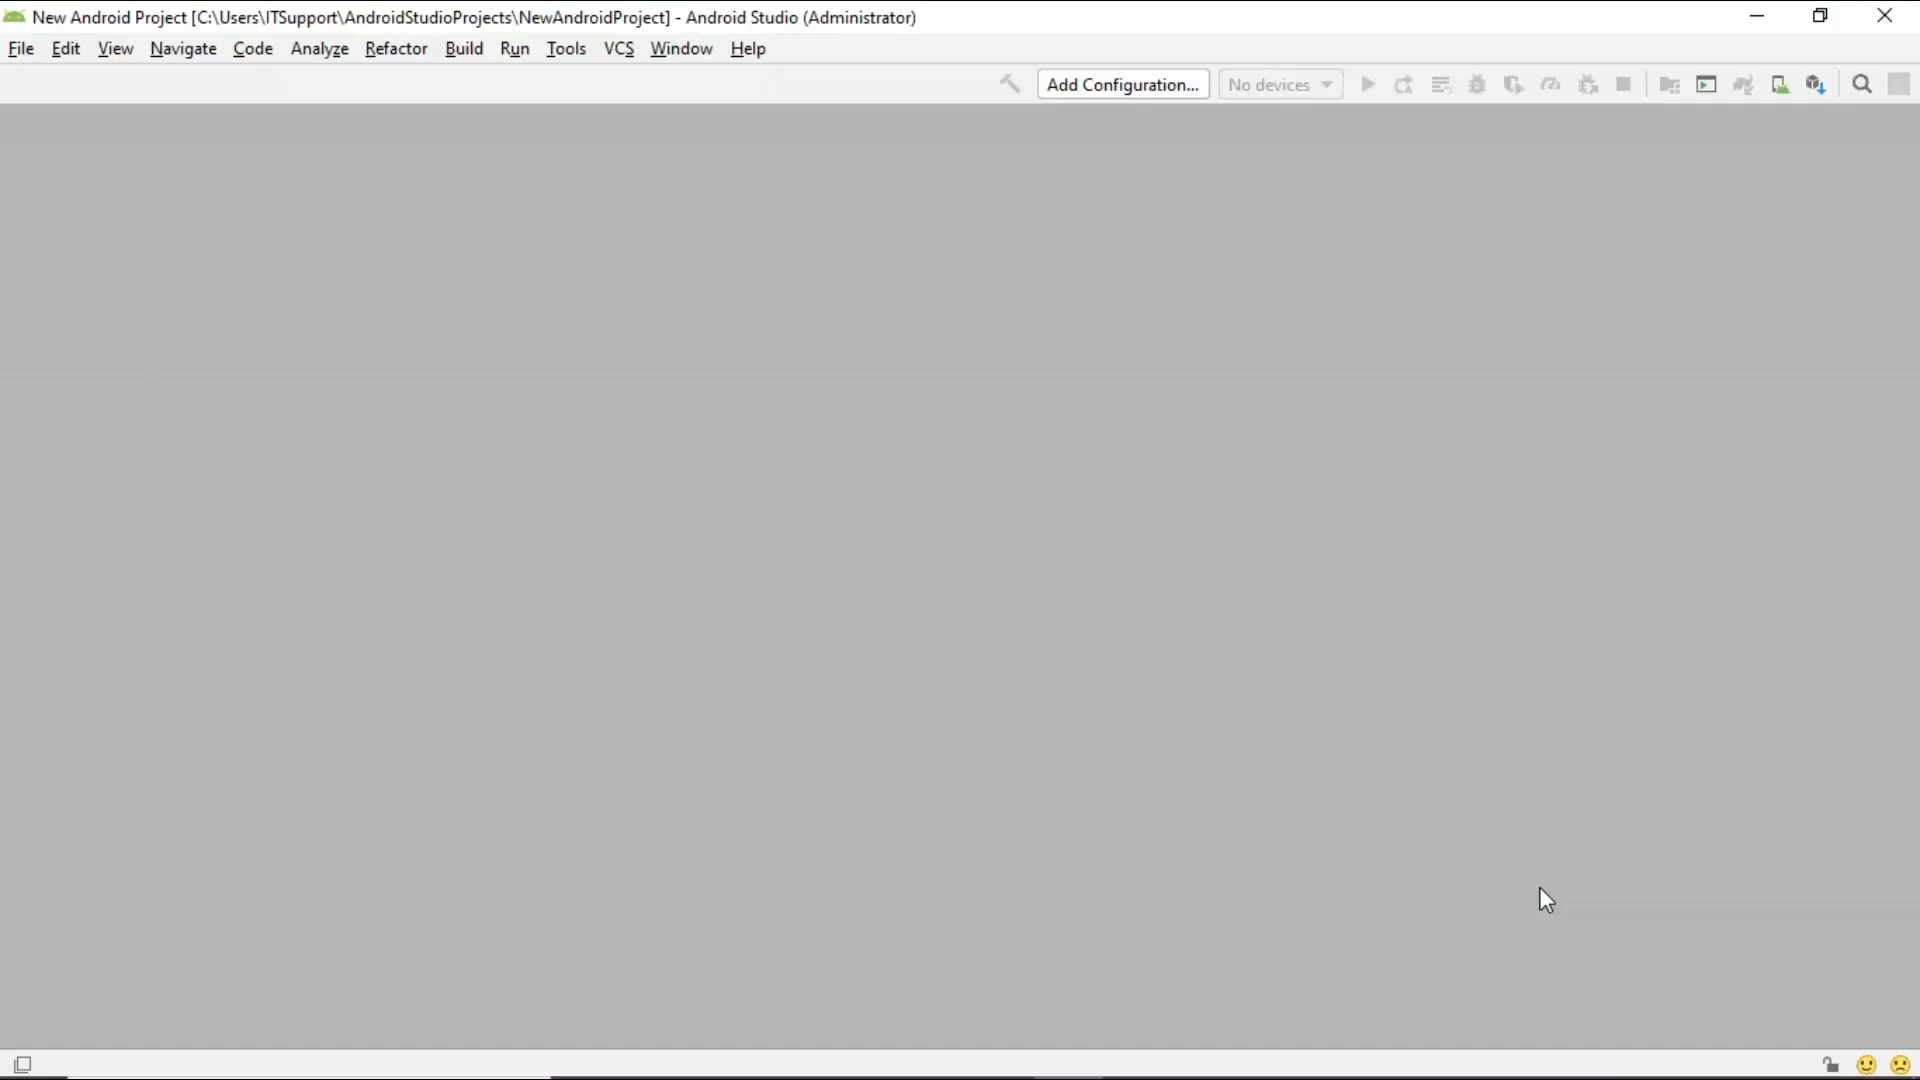 New Android Project [C:\Users\ITSupport\AndroidStudioProjects\NewAndroidProject] - Android Studio (Administrator)
File Edit View Navigate Code Analyze Refactor Build Run Tools VCS Window Help
Add Configuration... No devices